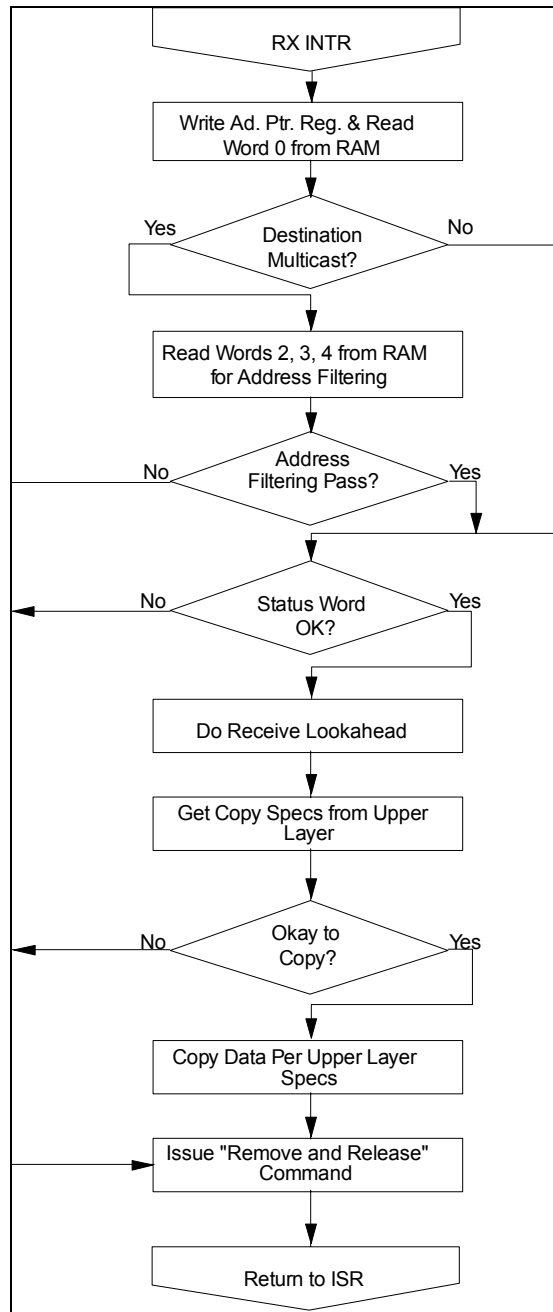 RX INTR
Write Ad. Ptr. Reg. & Read
Word 0 from RAM
Yes
No
Destination
Multicast?
Read Words 2, 3, 4 from RAM
for Address Filtering
No
Address
Filtering Pass?
Yes
No
Status Word
OK?
Yes
Do Receive Lookahead
Get Copy Specs from Upper
Layer
No
Okay to
Copy?
Yes
Copy Data Per Upper Layer
Specs
Issue "Remove and Release"
Command
Return to ISR